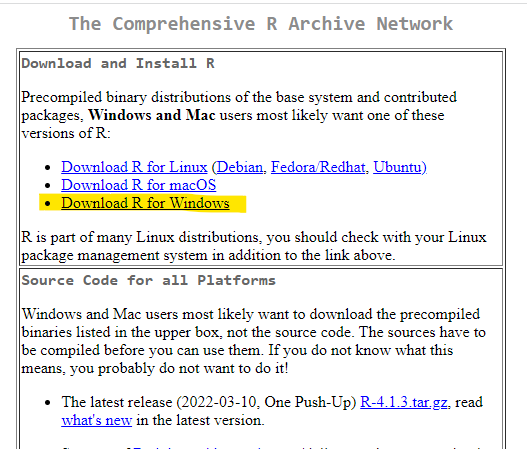 The Comprehensive R Archive Network
Download and Install R
Precompiled binary distributions of the base system and contributed
packages, Windows and Mac users most likely want one of these
versions of R:
Download R for Linux (Debian, Fedora/Redhat, Ubuntu)
Download R for macOS
Download R for Windows
R is part of many Linux distributions, you should check with your Linux
package management system in addition to the link above.
Source Code for all Platforms
Windows and Mac users most likely want to download the precompiled
binaries listed in the upper box, not the source code. The sources have to
be compiled before you can use them. If you do not know what this
means, you probably do not want to do it!
The latest release (2022-03-10, One Push-Up) R-4.1.3.tar.gz, read
what's new in the latest version.